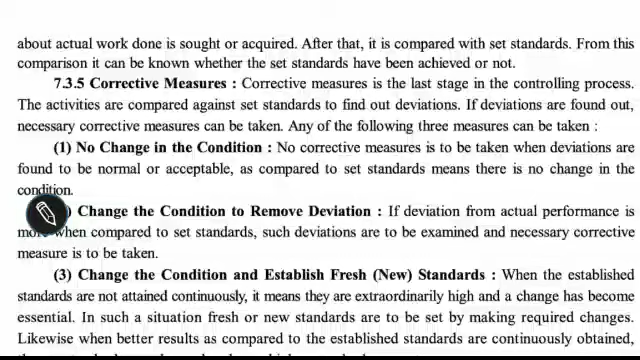 about actual work done is sought or acquired. After that, it is compared with set standards. From this
comparison it can be known whether the set standards have been achieved or not.
7.3.5 Corrective Measures : Corrective measures is the last stage in the controlling process.
The activities are compared against set standards to find out deviations. If deviations are found out,
necessary corrective measures can be taken. Any of the following three measures can be taken :
(1) No Change in the Condition : No corrective measures is to be taken when deviations are
found to be normal or acceptable, as compared to set standards means there is no change in the
condition.
) Change the Condition to Remove Deviation : If deviation from actual performance is
when compared to set standards, such deviations are to be examined and necessary corrective
measure is to be taken.
(3) Change the Condition and Establish Fresh (New) Standards : When the established
standards are not attained continuously, it means they are extraordinarily high and a change has become
essential. In such a situation fresh or new standards are to be set by making required changes.
Likewise when better results as compared to the established standards are continuously obtained,